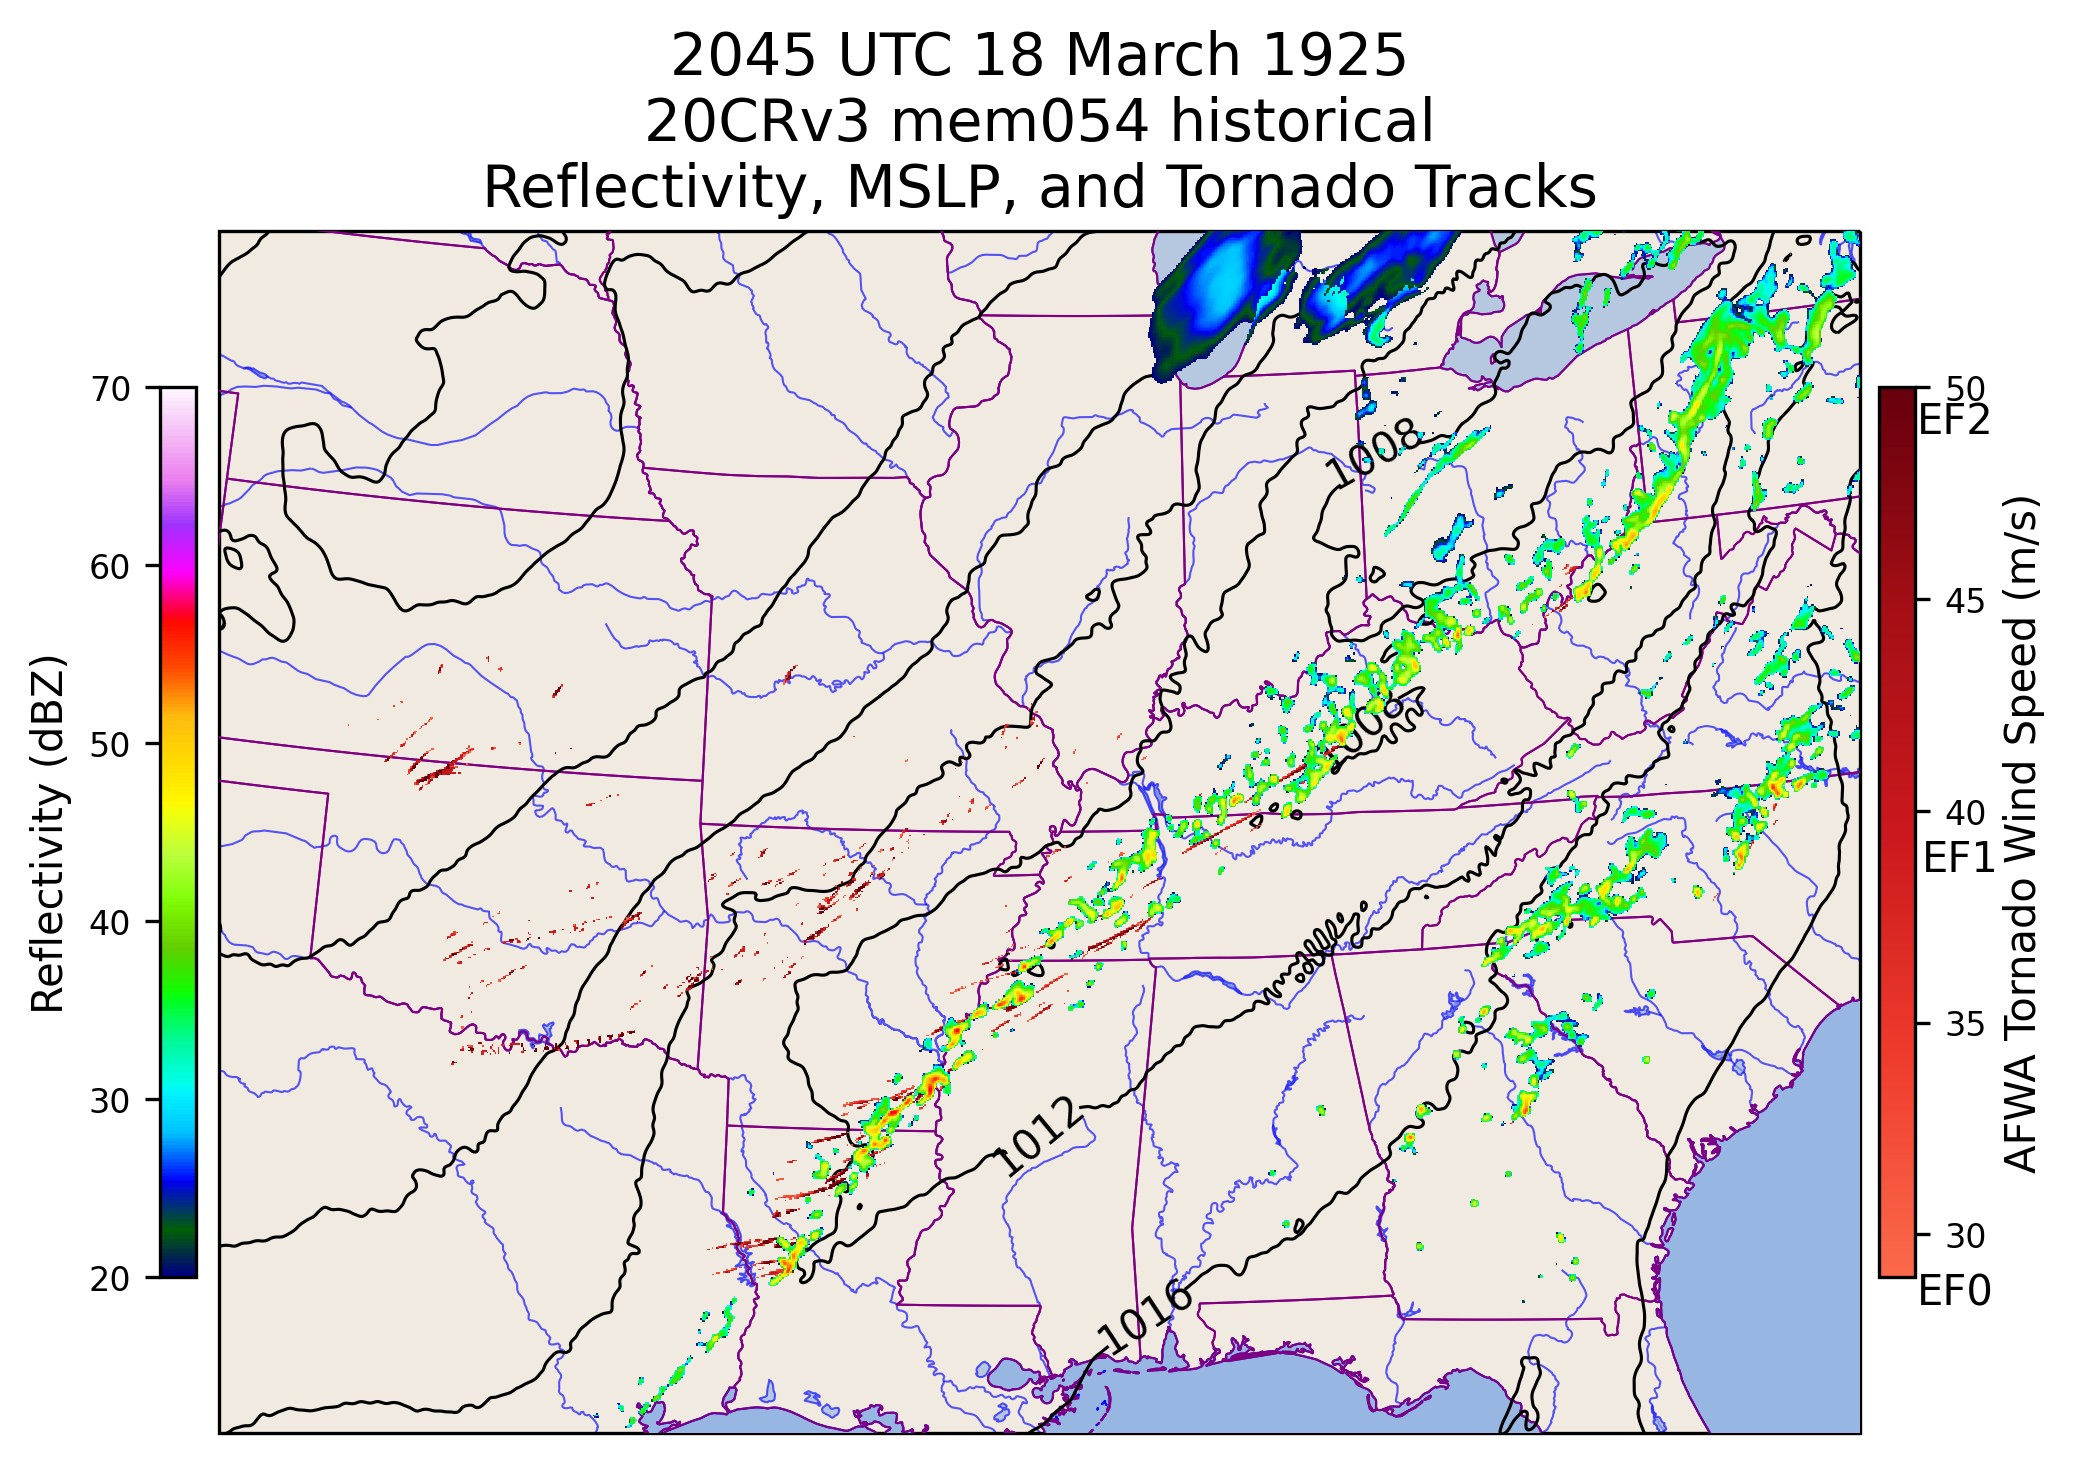 2045 UTC 18 March 1925
20CRv3 mem054 historical
Reflectivity, MSLP, and Tornado Tracks
Reflectivity (dBZ)
70
60
50
40
30
20
1008
1008
1012
1016
50
EF2
45
40
EF1
35
30
EF0
AFWA Tornado Wind Speed (m/s)